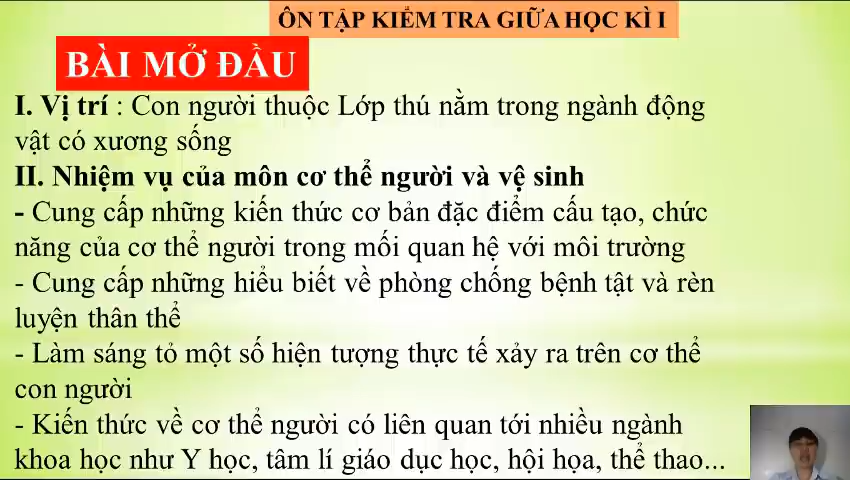 ÔN TẬP KIỂM TRA GIỮA HỌC KÌ I
BÀI MỞ ĐẦU
I. Vị trí : Con người thuộc Lớp thú nằm trong ngành động
vật có xương sống
II. Nhiệm vụ của môn cơ thể người và vệ sinh
- Cung cấp những kiến thức cơ bản đặc điểm cấu tạo, chức
năng của cơ thể người trong mối quan hệ với môi trường
- Cung cấp những hiểu biết về phòng chống bệnh tật và rèn
luyện thân thể
- Làm sáng tỏ một số hiện tượng thực tế xảy ra trên cơ thể
con người
- Kiến thức về cơ thể người có liên quan tới nhiều ngành
khoa học như Y học, tâm lí giáo dục học, hội họa, thể thao...